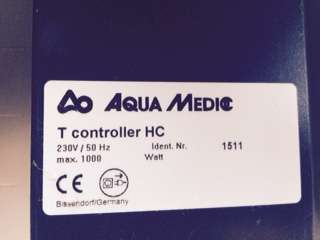 AQUA MEDIC
T controller HC
230V / 50 Hz Ident. Nr. 1511
max. 1000 Watt
CE
Bissendorf/Germany